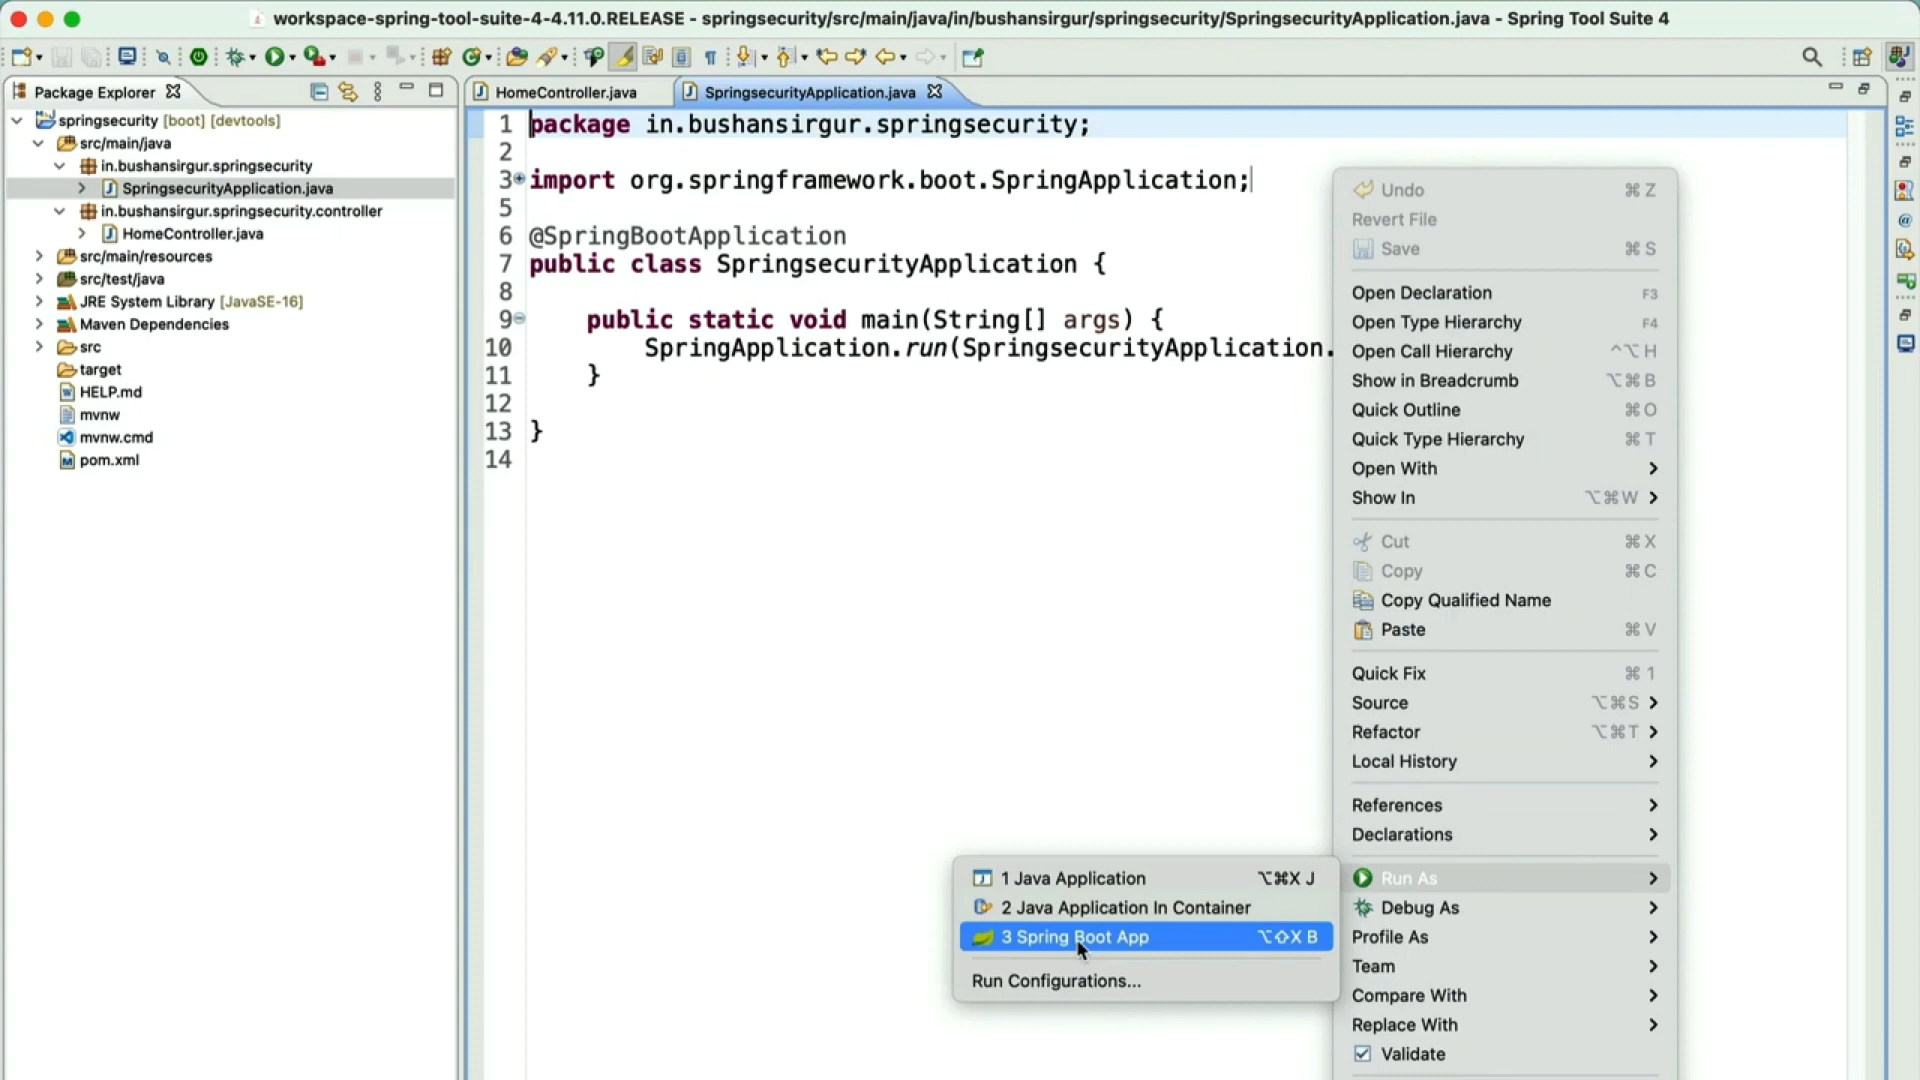 workspace-spring-tool-suite-4-4.11.0.RELEASE - springsecurity/src/main/java/in/bushansirgur/springsecurity/SpringsecurityApplication.java - Spring Tool Suite 4
Package Explorer
springsecurity [boot] [devtools]
src/main/java
in.bushansirgur.springsecurity
SpringsecurityApplication.java
in.bushansirgur.springsecurity.controller
HomeController.java
src/main/resources
src/test/java
JRE System Library [JavaSE-16]
Maven Dependencies
src
target
HELP.md
mvnw
mvnw.cmd
pom.xml
HomeController.java
SpringsecurityApplication.java
1 package in.bushansirgur.springsecurity;
2
3 import org.springframework.boot.SpringApplication;
5
6 @SpringBootApplication
7 public class SpringsecurityApplication {
8
9 public static void main(String[] args) {
10 SpringApplication.run(SpringsecurityApplication.
11 }
12
13 }
14
Undo ⌘ Z
Revert File
Save ⌘ S
Open Declaration F3
Open Type Hierarchy F4
Open Call Hierarchy ^⌥ H
Show in Breadcrumb ⌥⌘ B
Quick Outline ⌘ O
Quick Type Hierarchy ⌘ T
Open With
Show In ⌥⌘ W
Cut ⌘ X
Copy ⌘ C
Copy Qualified Name
Paste ⌘ V
Quick Fix ⌘ 1
Source ⌥⌘ S
Refactor ⌥⌘ T
Local History
References
Declarations
Run As
Debug As
Profile As
Team
Compare With
Replace With
Validate
1 Java Application ⌥⌘X J
2 Java Application In Container
3 Spring Boot App ⌥⇧X B
Run Configurations...